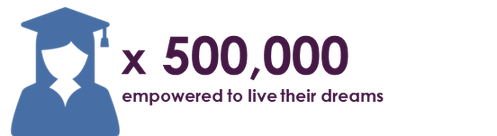 x 500,000
empowered to live their dreams